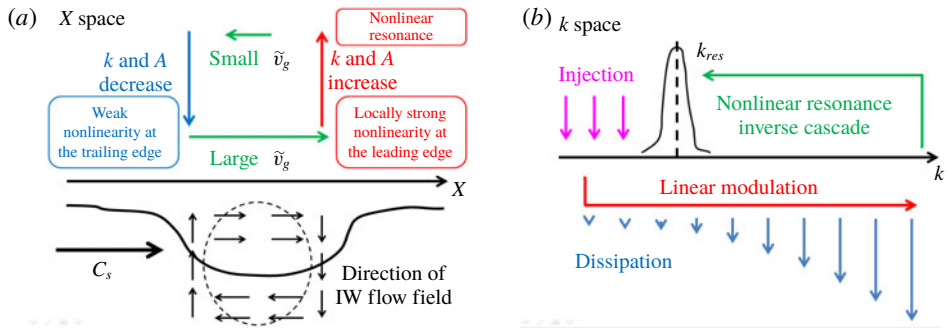 (a) X space
Nonlinear
resonance
Small ṽg
k and A
decrease
k and A
increase
Weak
nonlinearity at
the trailing edge
Locally strong
nonlinearity at
the leading edge
Large ṽg
X
Cs
Direction of
IW flow field
(b) k space
kres
Injection
Nonlinear resonance
inverse cascade
k
Linear modulation
Dissipation